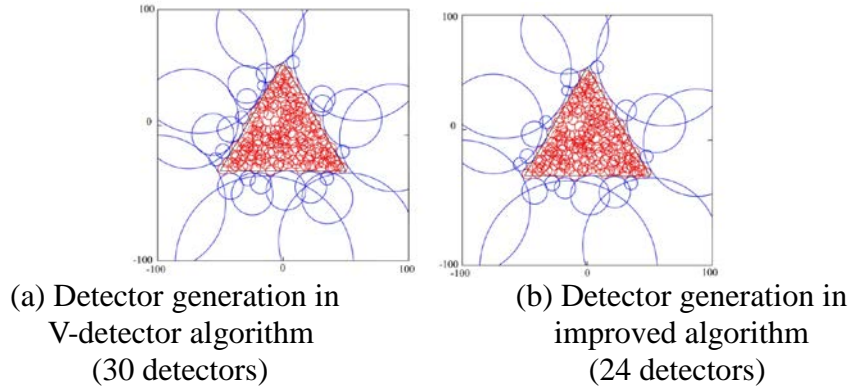 100
0
-100
-100
0
100
100
0
-100
-100
0
100
(a) Detector generation in
V-detector algorithm
(30 detectors)
(b) Detector generation in
improved algorithm
(24 detectors)